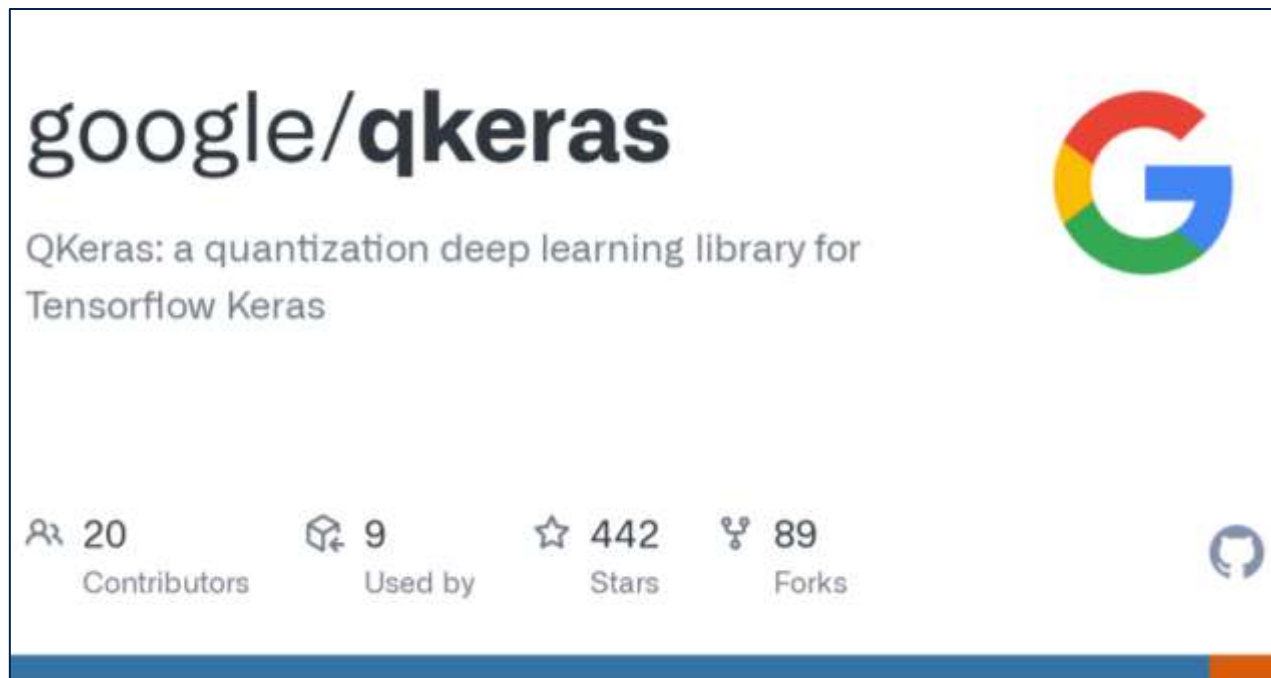 google/qkeras
QKeras: a quantization deep learning library for
Tensorflow Keras
20
Contributors
9
Used by
442
Stars
89
Forks